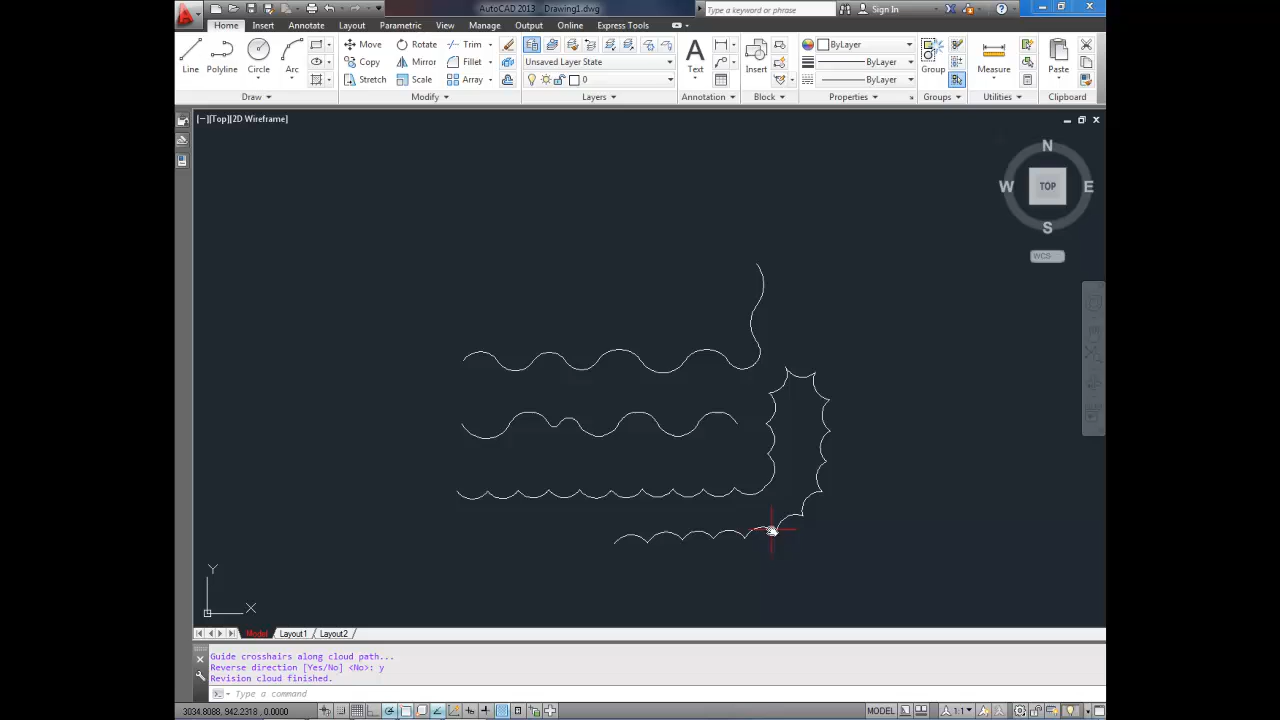 AutoCAD 2013 Drawing1.dwg
Type a keyword or phrase
Sign In
Home Insert Annotate Layout Parametric View Manage Output Online Express Tools
Line Polyline Circle Arc
Move Rotate Trim
Copy Mirror Fillet
Stretch Scale Array
Unsaved Layer State
0
Text
Insert
ByLayer
ByLayer
ByLayer
Group
Measure
Paste
Draw Modify Layers Annotation Block Properties Groups Utilities Clipboard
[−][Top][2D Wireframe]
N
W TOP E
S
WCS
Y
X
Model Layout1 Layout2
Guide crosshairs along cloud path...
Reverse direction [Yes/No] <No>: y
Revision cloud finished.
Type a command
3034.8088, 942.2318 , 0.0000
MODEL
1:1